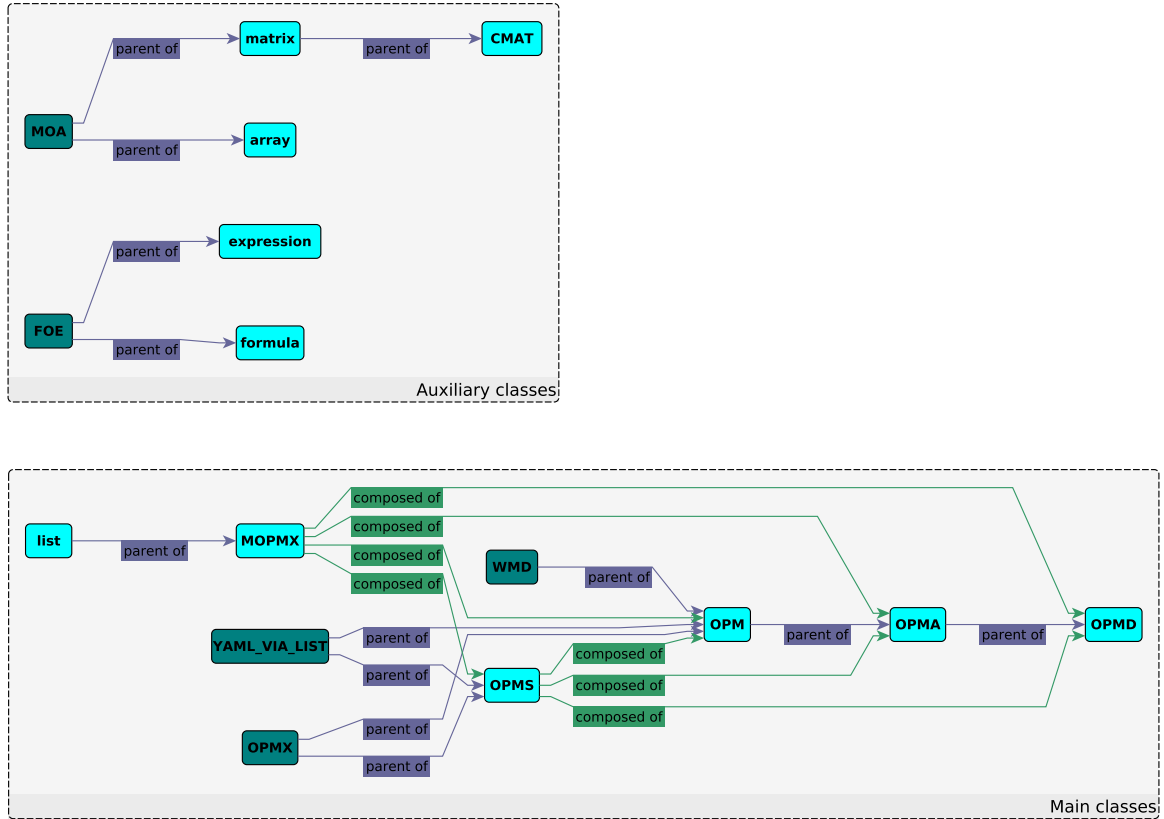 matrix
CMAT
parent of
parent of
MOA
array
parent of
expression
parent of
FOE
formula
parent of
Auxiliary classes
composed of
composed of
list
MOPMX
parent of
composed of
WMD
parent of
composed of
OPM
OPMA
OPMD
parent of
parent of
parent of
YAML_VIA_LIST
composed of
parent of
OPMS
composed of
composed of
parent of
OPMX
parent of
Main classes